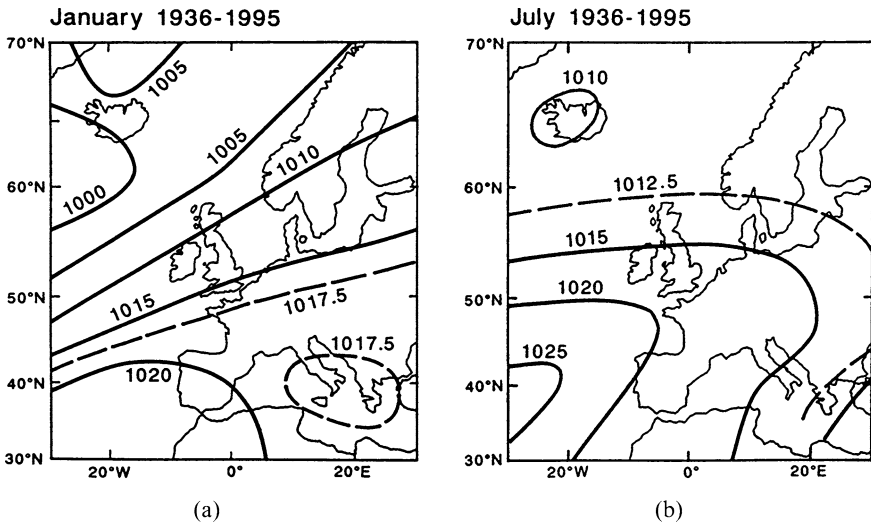 January 1936-1995
70°N
60°N
50°N
40°N
30°N
20°W
0°
20°E
1005
1005
1000
1010
1015
1017.5
1017.5
1020
(a)
July 1936-1995
70°N
60°N
50°N
40°N
30°N
20°W
0°
20°E
1010
1012.5
1015
1020
1025
(b)